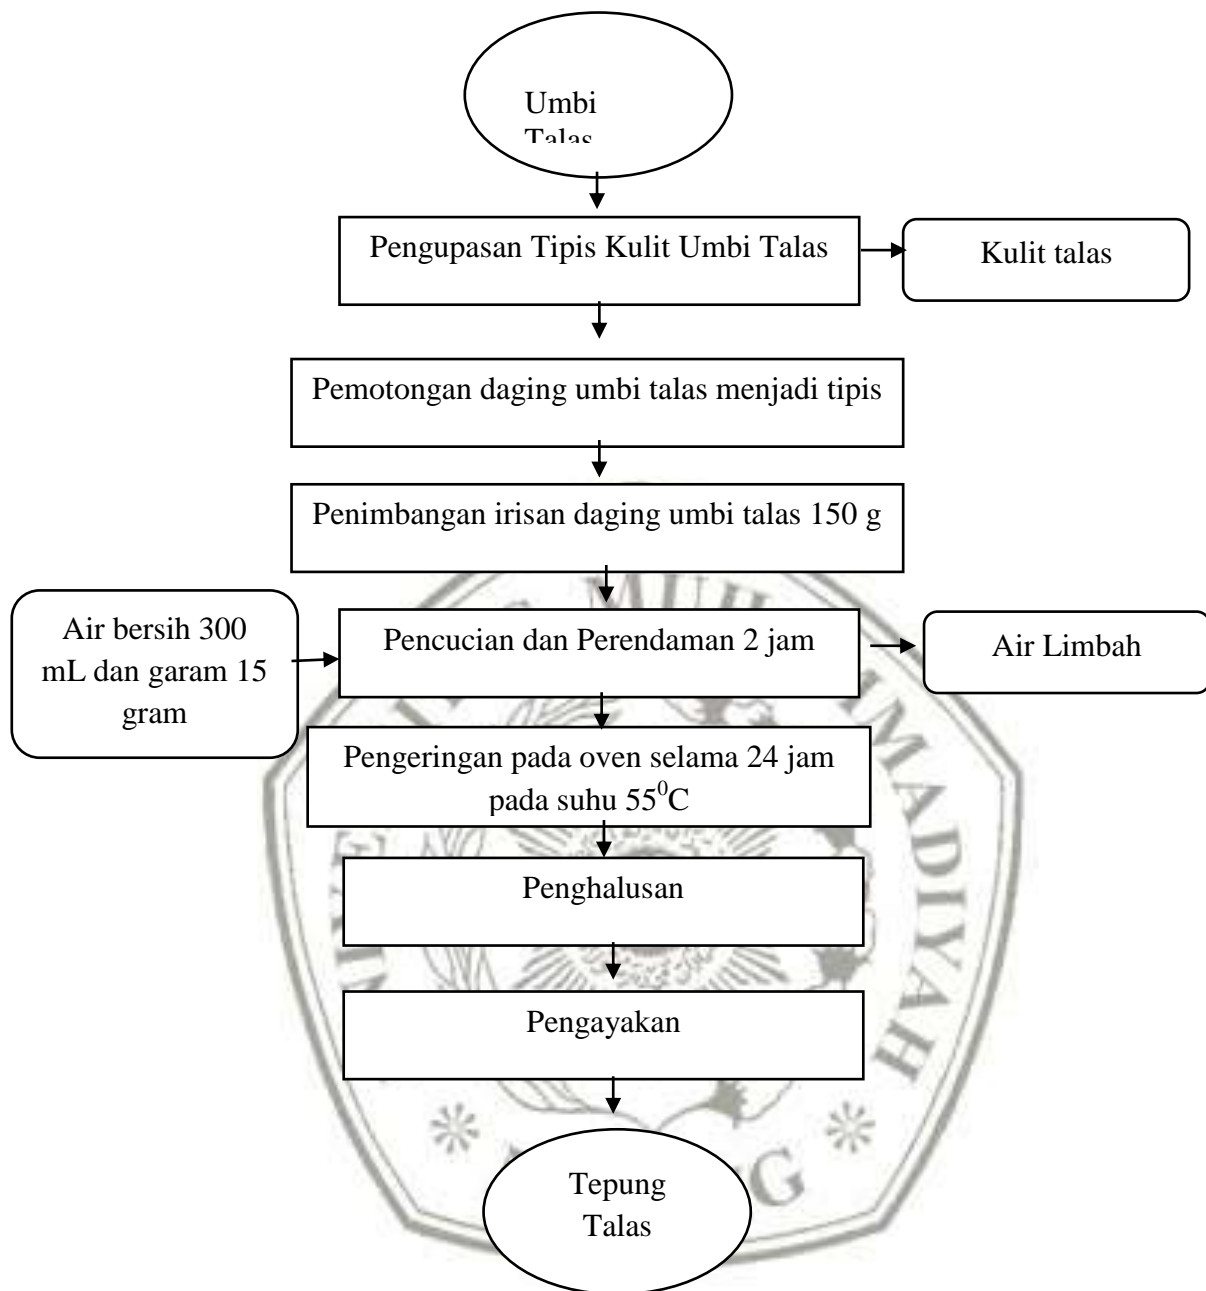 Umbi
Talas
Pengupasan Tipis Kulit Umbi Talas
Kulit talas
Pemotongan daging umbi talas menjadi tipis
Penimbangan irisan daging umbi talas 150 g
Air bersih 300
mL dan garam 15
gram
Pencucian dan Perendaman 2 jam
Air Limbah
Pengeringan pada oven selama 24 jam
pada suhu 55⁰C
Penghalusan
Pengayakan
Tepung
Talas
MUH MADIYAH